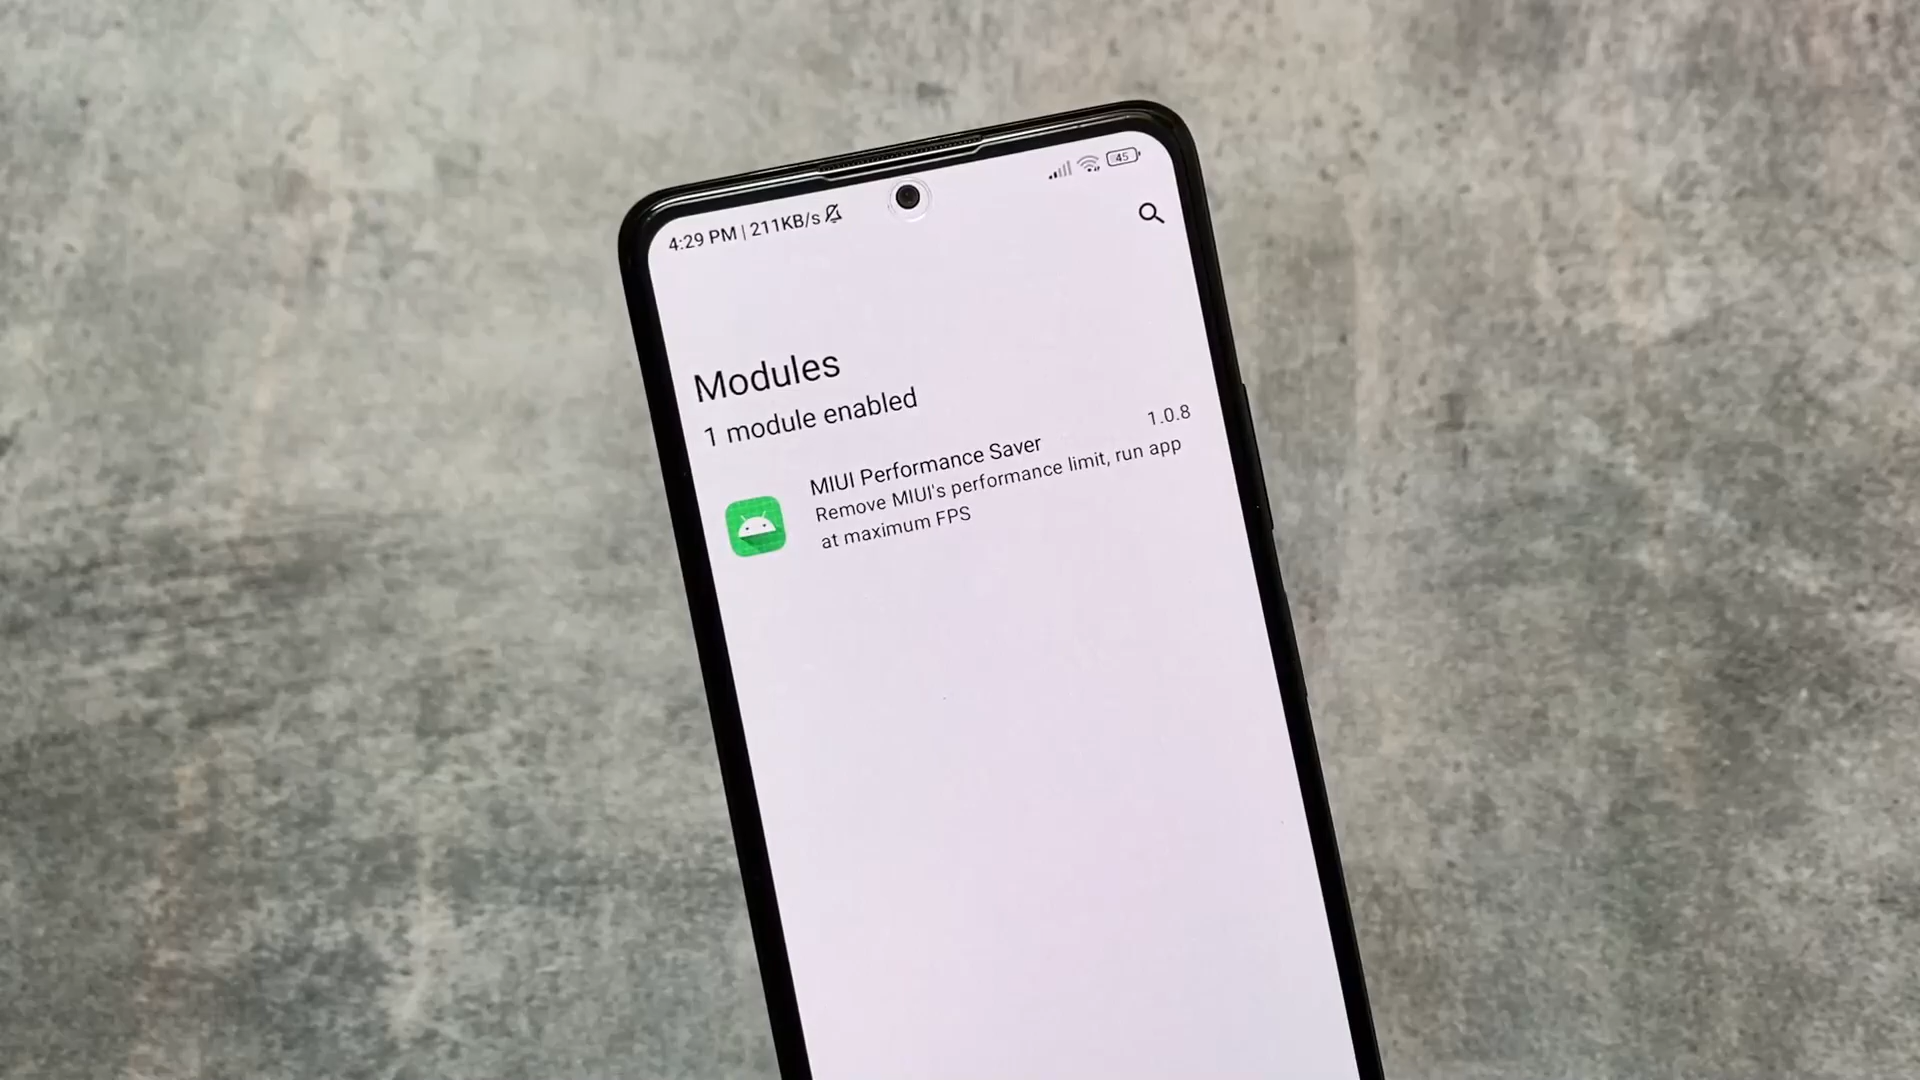 4:29 PM | 211KB/s
45
Modules
1 module enabled
MIUI Performance Saver
1.0.8
Remove MIUI's performance limit, run app
at maximum FPS